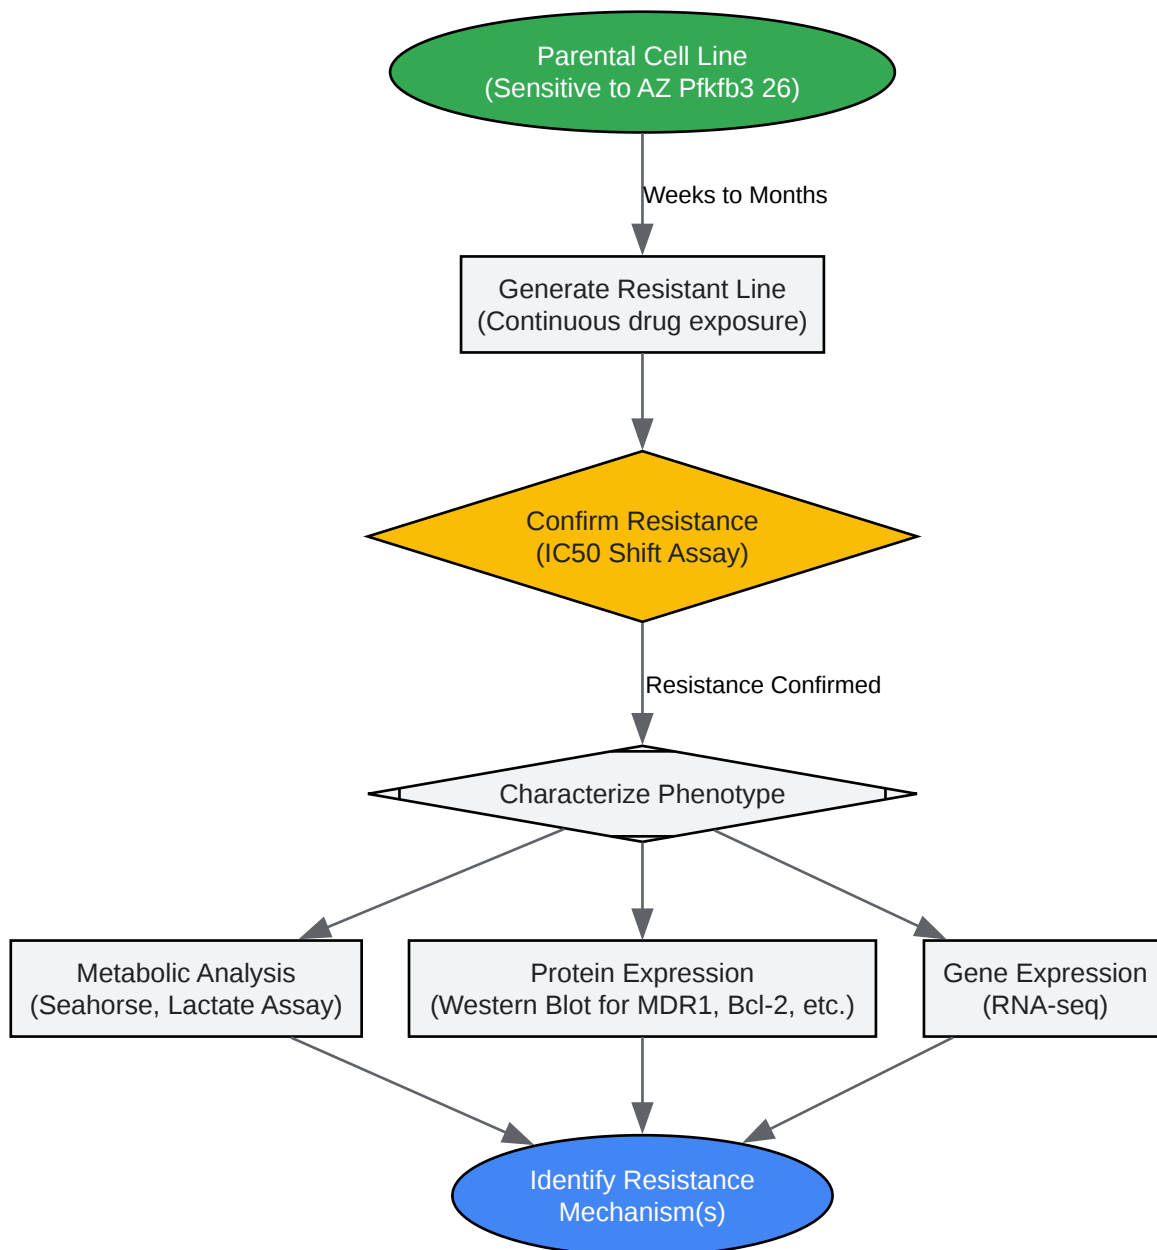 Parental Cell Line
(Sensitive to AZ Pfkfb3 26)
Weeks to Months
Generate Resistant Line
(Continuous drug exposure)
Confirm Resistance
(IC50 Shift Assay)
Resistance Confirmed
Characterize Phenotype
Metabolic Analysis
(Seahorse, Lactate Assay)
Protein Expression
(Western Blot for MDR1, Bcl-2, etc.)
Gene Expression
(RNA-seq)
Identify Resistance
Mechanism(s)